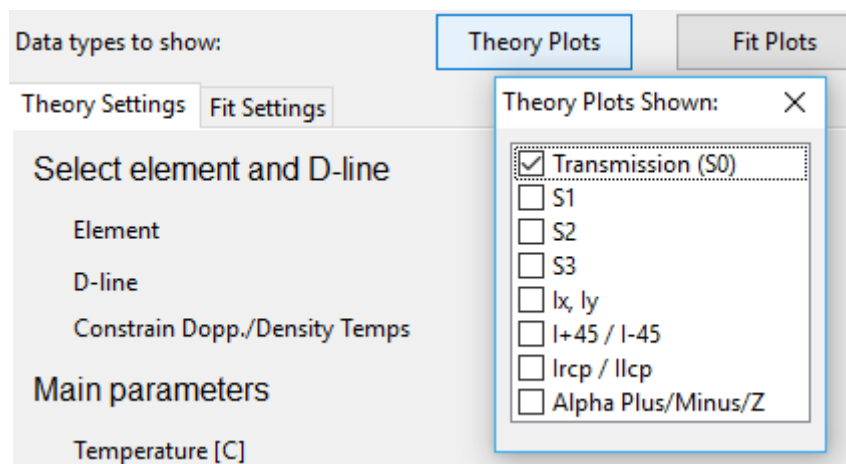 Data types to show:
Theory Plots
Fit Plots
Theory Settings
Fit Settings
Theory Plots Shown:
Select element and D-line
Element
D-line
Constrain Dopp./Density Temps
Main parameters
Temperature [C]
Transmission (S0)
S1
S2
S3
Ix, Iy
I+45 / I-45
Ircp / Ilcp
Alpha Plus/Minus/Z